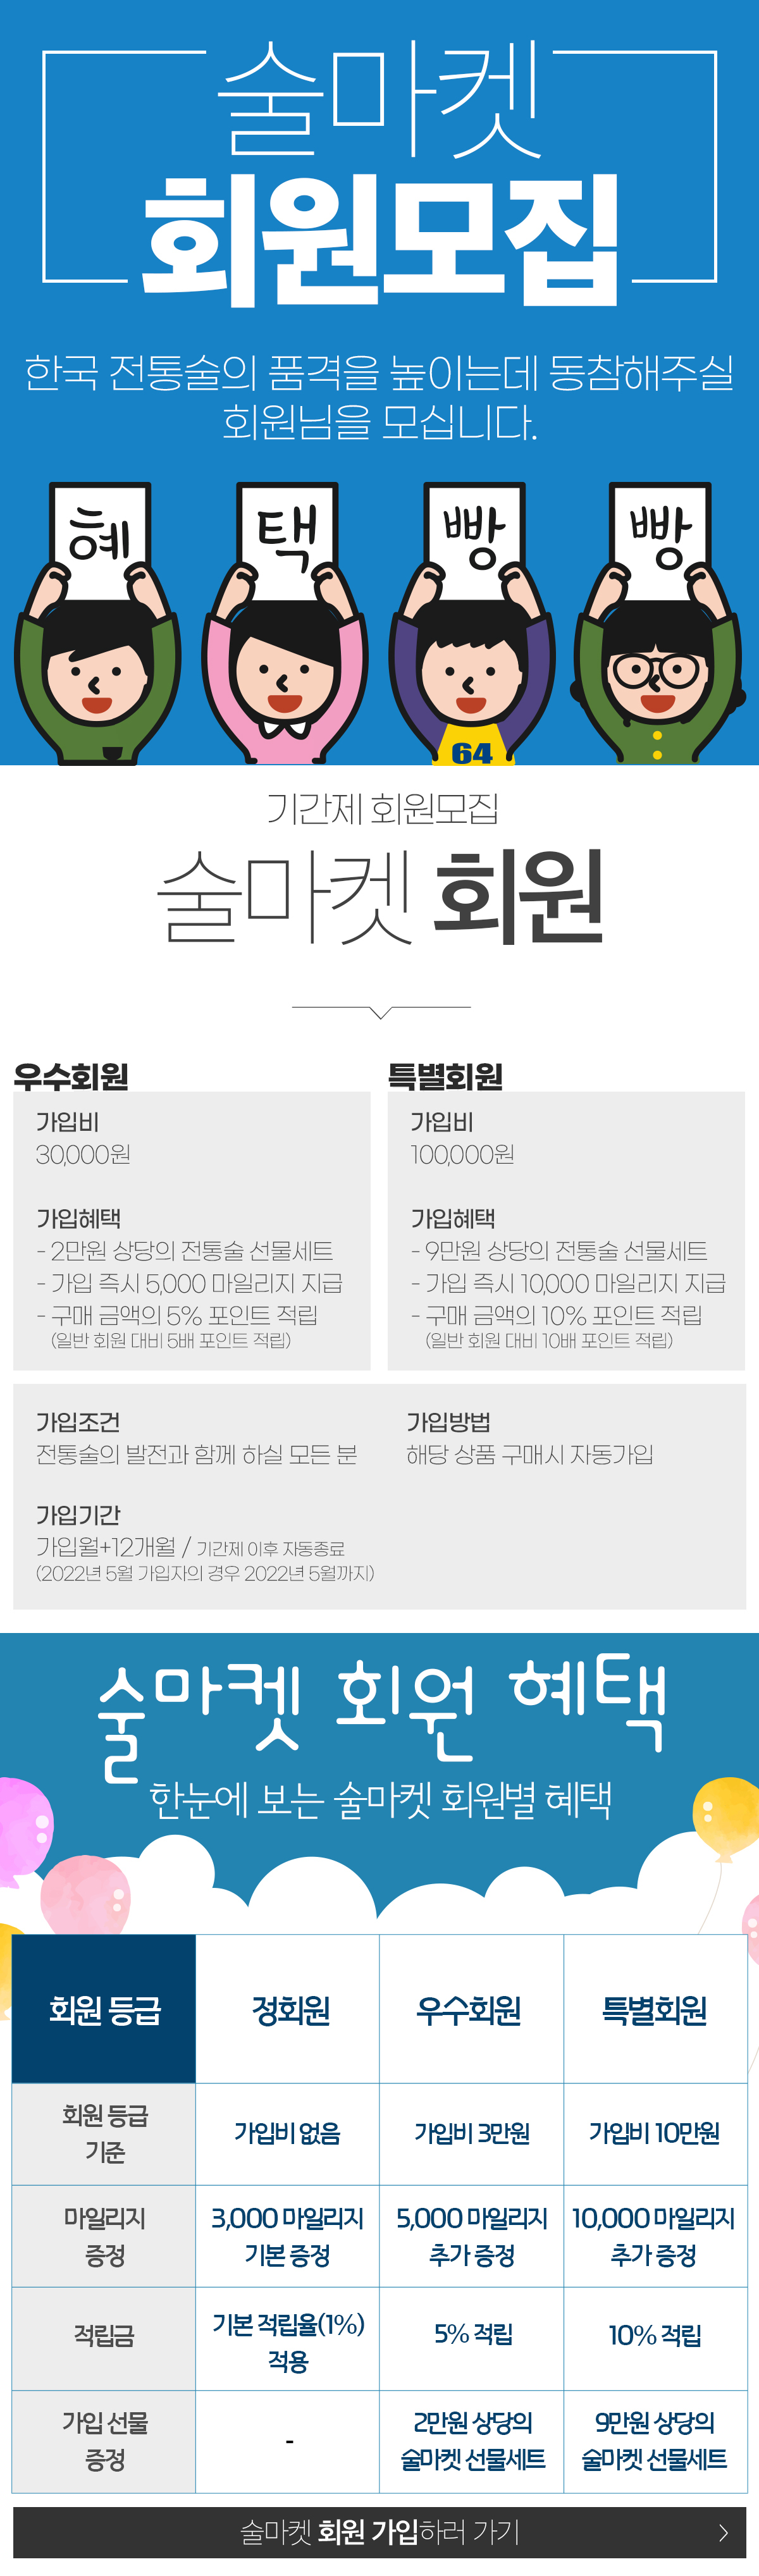 술마켓
회원모집
한국 전통술의 품격을 높이는데 동참해주실
회원님을 모십니다.
혜 택 빵 빵
64
기간제 회원모집
술마켓 회원
우수회원
가입비
30,000원
가입혜택
- 2만원 상당의 전통술 선물세트
- 가입 즉시 5,000 마일리지 지급
- 구매 금액의 5% 포인트 적립
(일반 회원 대비 5배 포인트 적립)
특별회원
가입비
100,000원
가입혜택
- 9만원 상당의 전통술 선물세트
- 가입 즉시 10,000 마일리지 지급
- 구매 금액의 10% 포인트 적립
(일반 회원 대비 10배 포인트 적립)
가입조건
전통술의 발전과 함께 하실 모든 분
가입방법
해당 상품 구매시 자동가입
가입기간
가입월+12개월 / 기간제 이후 자동종료
(2022년 5월 가입자의 경우 2022년 5월까지)
술마켓 회원 혜택
한눈에 보는 술마켓 회원별 혜택
회원 등급 정회원 우수회원 특별회원
회원 등급
기준
가입비 없음
가입비 3만원
가입비 10만원
마일리지
증정
3,000 마일리지
기본 증정
5,000 마일리지
추가 증정
10,000 마일리지
추가 증정
적립금
기본 적립율(1%)
적용
5% 적립
10% 적립
가입 선물
증정
-
2만원 상당의
술마켓 선물세트
9만원 상당의
술마켓 선물세트
술마켓 회원 가입하러 가기 >